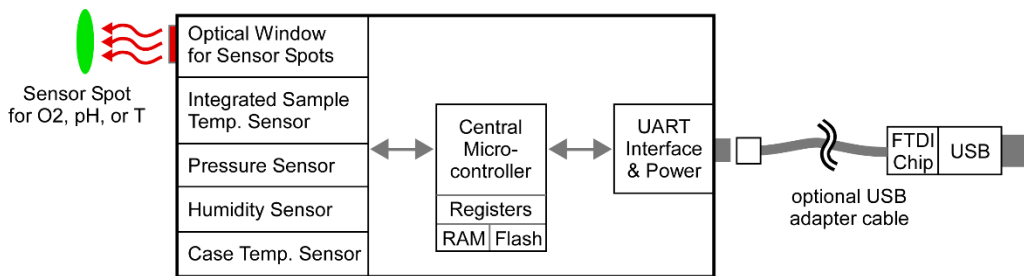 Sensor Spot
for O2, pH, or T
Optical Window
for Sensor Spots
Integrated Sample
Temp. Sensor
Pressure Sensor
Humidity Sensor
Case Temp. Sensor
Central
Micro-
controller
Registers
RAM
Flash
UART
Interface
& Power
optional USB
adapter cable
FTDI
Chip
USB